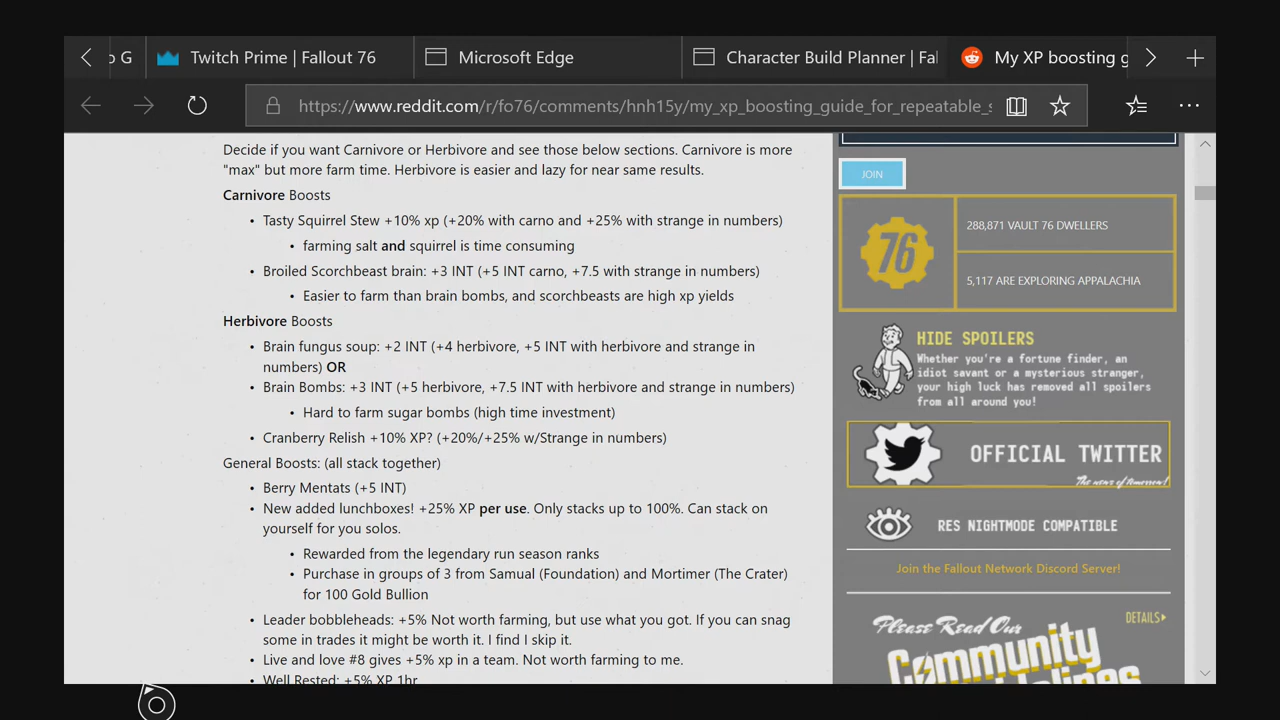 o G
Twitch Prime | Fallout 76
Microsoft Edge
Character Build Planner | Fal
My XP boosting g
https://www.reddit.com/r/fo76/comments/hnh15y/my_xp_boosting_guide_for_repeatable_s
Decide if you want Carnivore or Herbivore and see those below sections. Carnivore is more
"max" but more farm time. Herbivore is easier and lazy for near same results.
Carnivore Boosts
• Tasty Squirrel Stew +10% xp (+20% with carno and +25% with strange in numbers)
• farming salt and squirrel is time consuming
• Broiled Scorchbeast brain: +3 INT (+5 INT carno, +7.5 with strange in numbers)
• Easier to farm than brain bombs, and scorchbeasts are high xp yields
Herbivore Boosts
• Brain fungus soup: +2 INT (+4 herbivore, +5 INT with herbivore and strange in
numbers) OR
• Brain Bombs: +3 INT (+5 herbivore, +7.5 INT with herbivore and strange in numbers)
• Hard to farm sugar bombs (high time investment)
• Cranberry Relish +10% XP? (+20%/+25% w/Strange in numbers)
General Boosts: (all stack together)
• Berry Mentats (+5 INT)
• New added lunchboxes! +25% XP per use. Only stacks up to 100%. Can stack on
yourself for you solos.
• Rewarded from the legendary run season ranks
• Purchase in groups of 3 from Samual (Foundation) and Mortimer (The Crater)
for 100 Gold Bullion
• Leader bobbleheads: +5% Not worth farming, but use what you got. If you can snag
some in trades it might be worth it. I find I skip it.
• Live and love #8 gives +5% xp in a team. Not worth farming to me.
• Well Rested: +5% XP 1hr
JOIN
76
288,871 VAULT 76 DWELLERS
5,117 ARE EXPLORING APPALACHIA
HIDE SPOILERS
Whether you're a fortune finder, an
idiot savant or a mysterious stranger,
your high luck has removed all spoilers
from all around you!
OFFICIAL TWITTER
The news of tomorrow!
RES NIGHTMODE COMPATIBLE
Join the Fallout Network Discord Server!
DETAILS
Please Read Our
Community